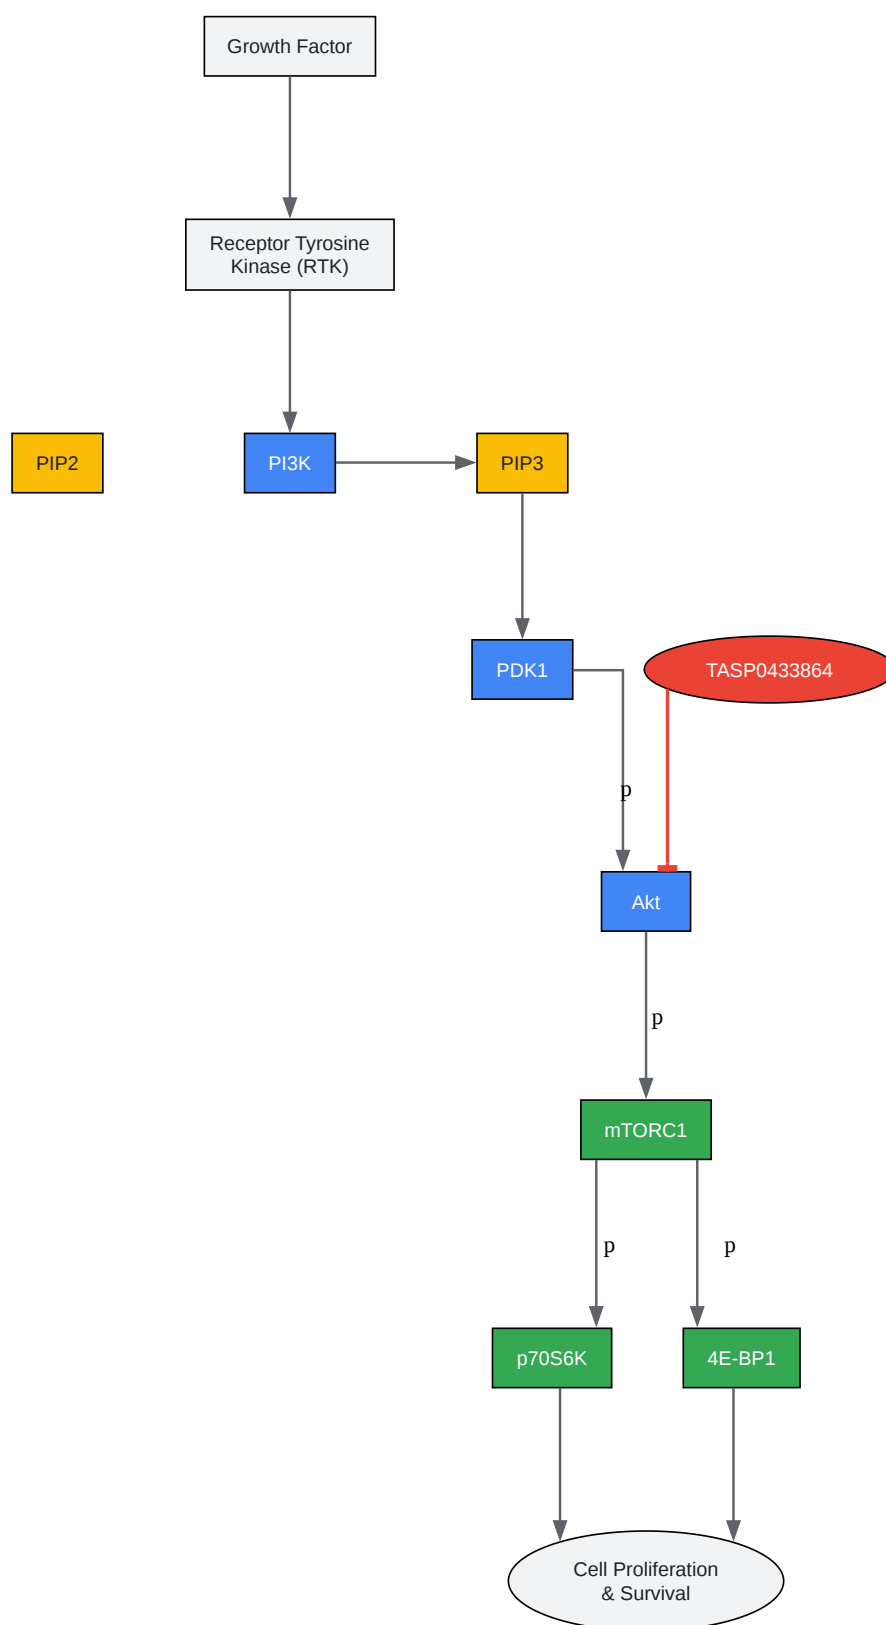 Growth Factor
Receptor Tyrosine
Kinase (RTK)
PIP2
PI3K
PIP3
PDK1
TASP0433864
p
Akt
p
mTORC1
p
p
p70S6K
4E-BP1
Cell Proliferation
& Survival